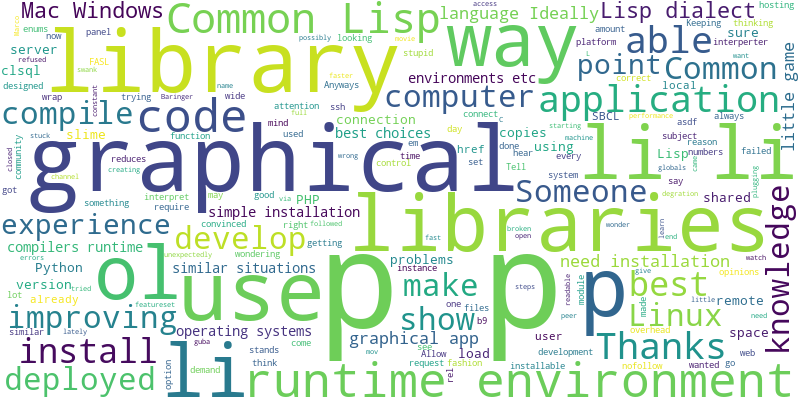 Mac Windows Common Lisp language Ideally access Lisp dialect hosting
enums now panel library way Keeping thinking
server request refused movie looking possibly stupid able sure platform amount interpreter want little game
clsql FASL swank environments etc point Common
designed wrap trying Baringer name wide faster Anyways computer correct local
compile code constant full attention ssh application machine performance
slime connection copies SBCL asdf always
community stuck function mind used day connect C subject reason
closed reduces best choices href done hear every Lisp numbers failed
graphical li li
channel creating time em control set using Tell system say came globals plugging
got interpret may good via PHP Someone shared knowledge
experience something require simple installation libraries
compilers runtime convinced right followed broken fast wonder learn end degration watch
errors wondering getting open need installation opinions
Python unexpectedly develop problems
version tried similar situations instance make steps best remote
lot already ol use p p p module readable give made little need
improving featureset lately one files show b9 peer Linux space
similar operating systems user
install li option guba stands come graphical app Thanks overhead web
demand think mov see Allow load fashion development installable wanted go
deployed rel runtime environment nofollow